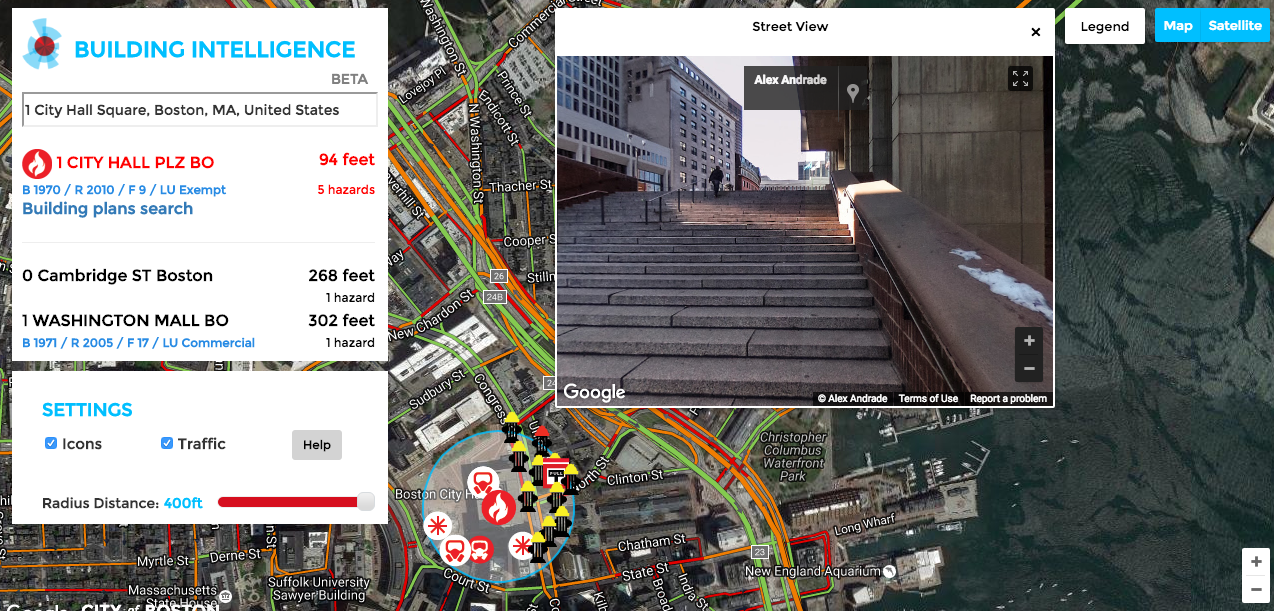 BUILDING INTELLIGENCE
BETA
1 City Hall Square, Boston, MA, United States
1 CITY HALL PLZ BO 94 feet
B 1970 / R 2010 / F 9 / LU Exempt 5 hazards
Building plans search
0 Cambridge ST Boston 268 feet
1 hazard
1 WASHINGTON MALL BO 302 feet
B 1971 / R 2005 / F 17 / LU Commercial 1 hazard
SETTINGS
Icons Traffic Help
Radius Distance: 400ft
Street View
×
Alex Andrade
Google
© Alex Andrade Terms of Use Report a problem
Legend
Map Satellite
Washington St
Commercial Street
Lovejoy Pl
Prince St
Endicott St
N Washington St
Thacher St
Cooper S
26
Stilln
24B
New Chardon St
24
Sudbury St
Congress
North St
Clinton St
Christopher
Columbus
Waterfront
Park
Boston City H
PULL
Long Wharf
Chatham St
23
State St
India St
Broad
New England Aquarium
Court St
Kilb
Myrtle St
Derne St
Massachusetts
State House
Suffolk University
Sawyer Building
Google
CITY of BOSTON